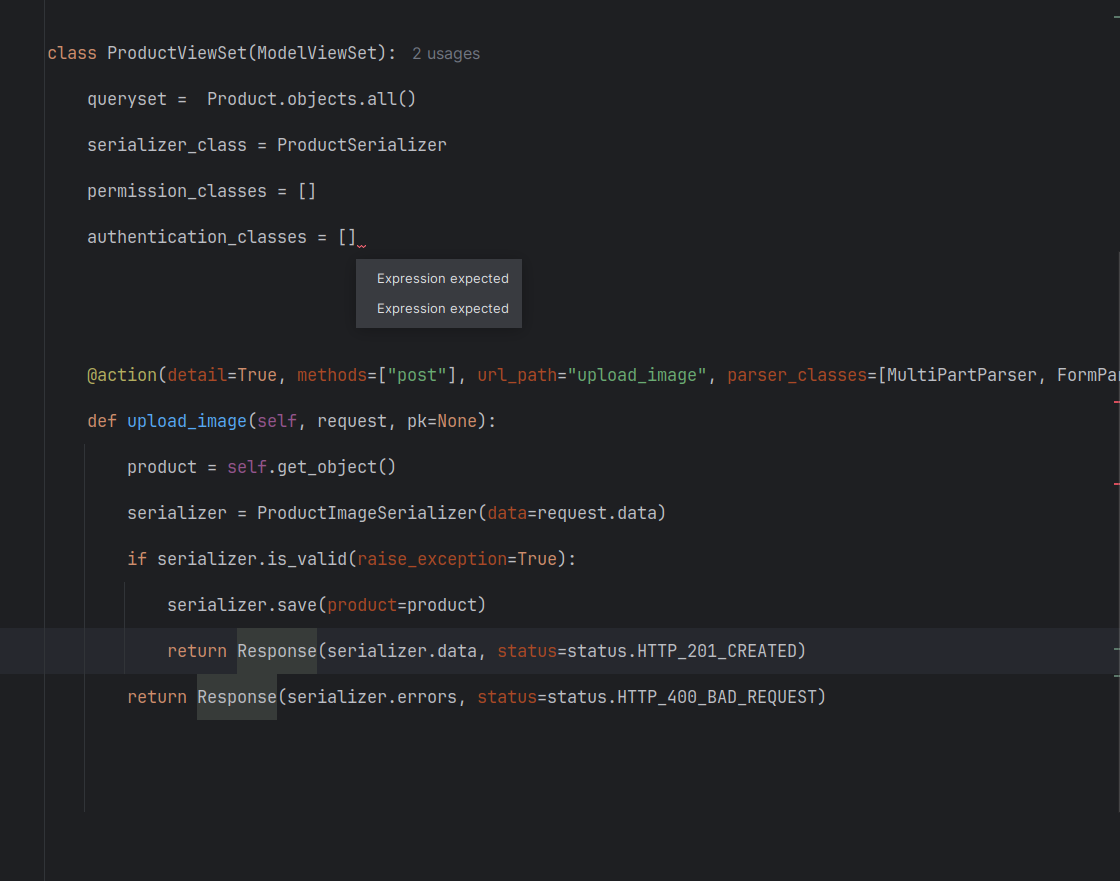 class ProductViewSet(ModelViewSet): 2 usages
queryset =  Product.objects.all()
serializer_class = ProductSerializer
permission_classes = []
authentication_classes = []
Expression expected
Expression expected
@action(detail=True, methods=["post"], url_path="upload_image", parser_classes=[MultiPartParser, FormPar
def upload_image(self, request, pk=None):
product = self.get_object()
serializer = ProductImageSerializer(data=request.data)
if serializer.is_valid(raise_exception=True):
serializer.save(product=product)
return Response(serializer.data, status=status.HTTP_201_CREATED)
return Response(serializer.errors, status=status.HTTP_400_BAD_REQUEST)